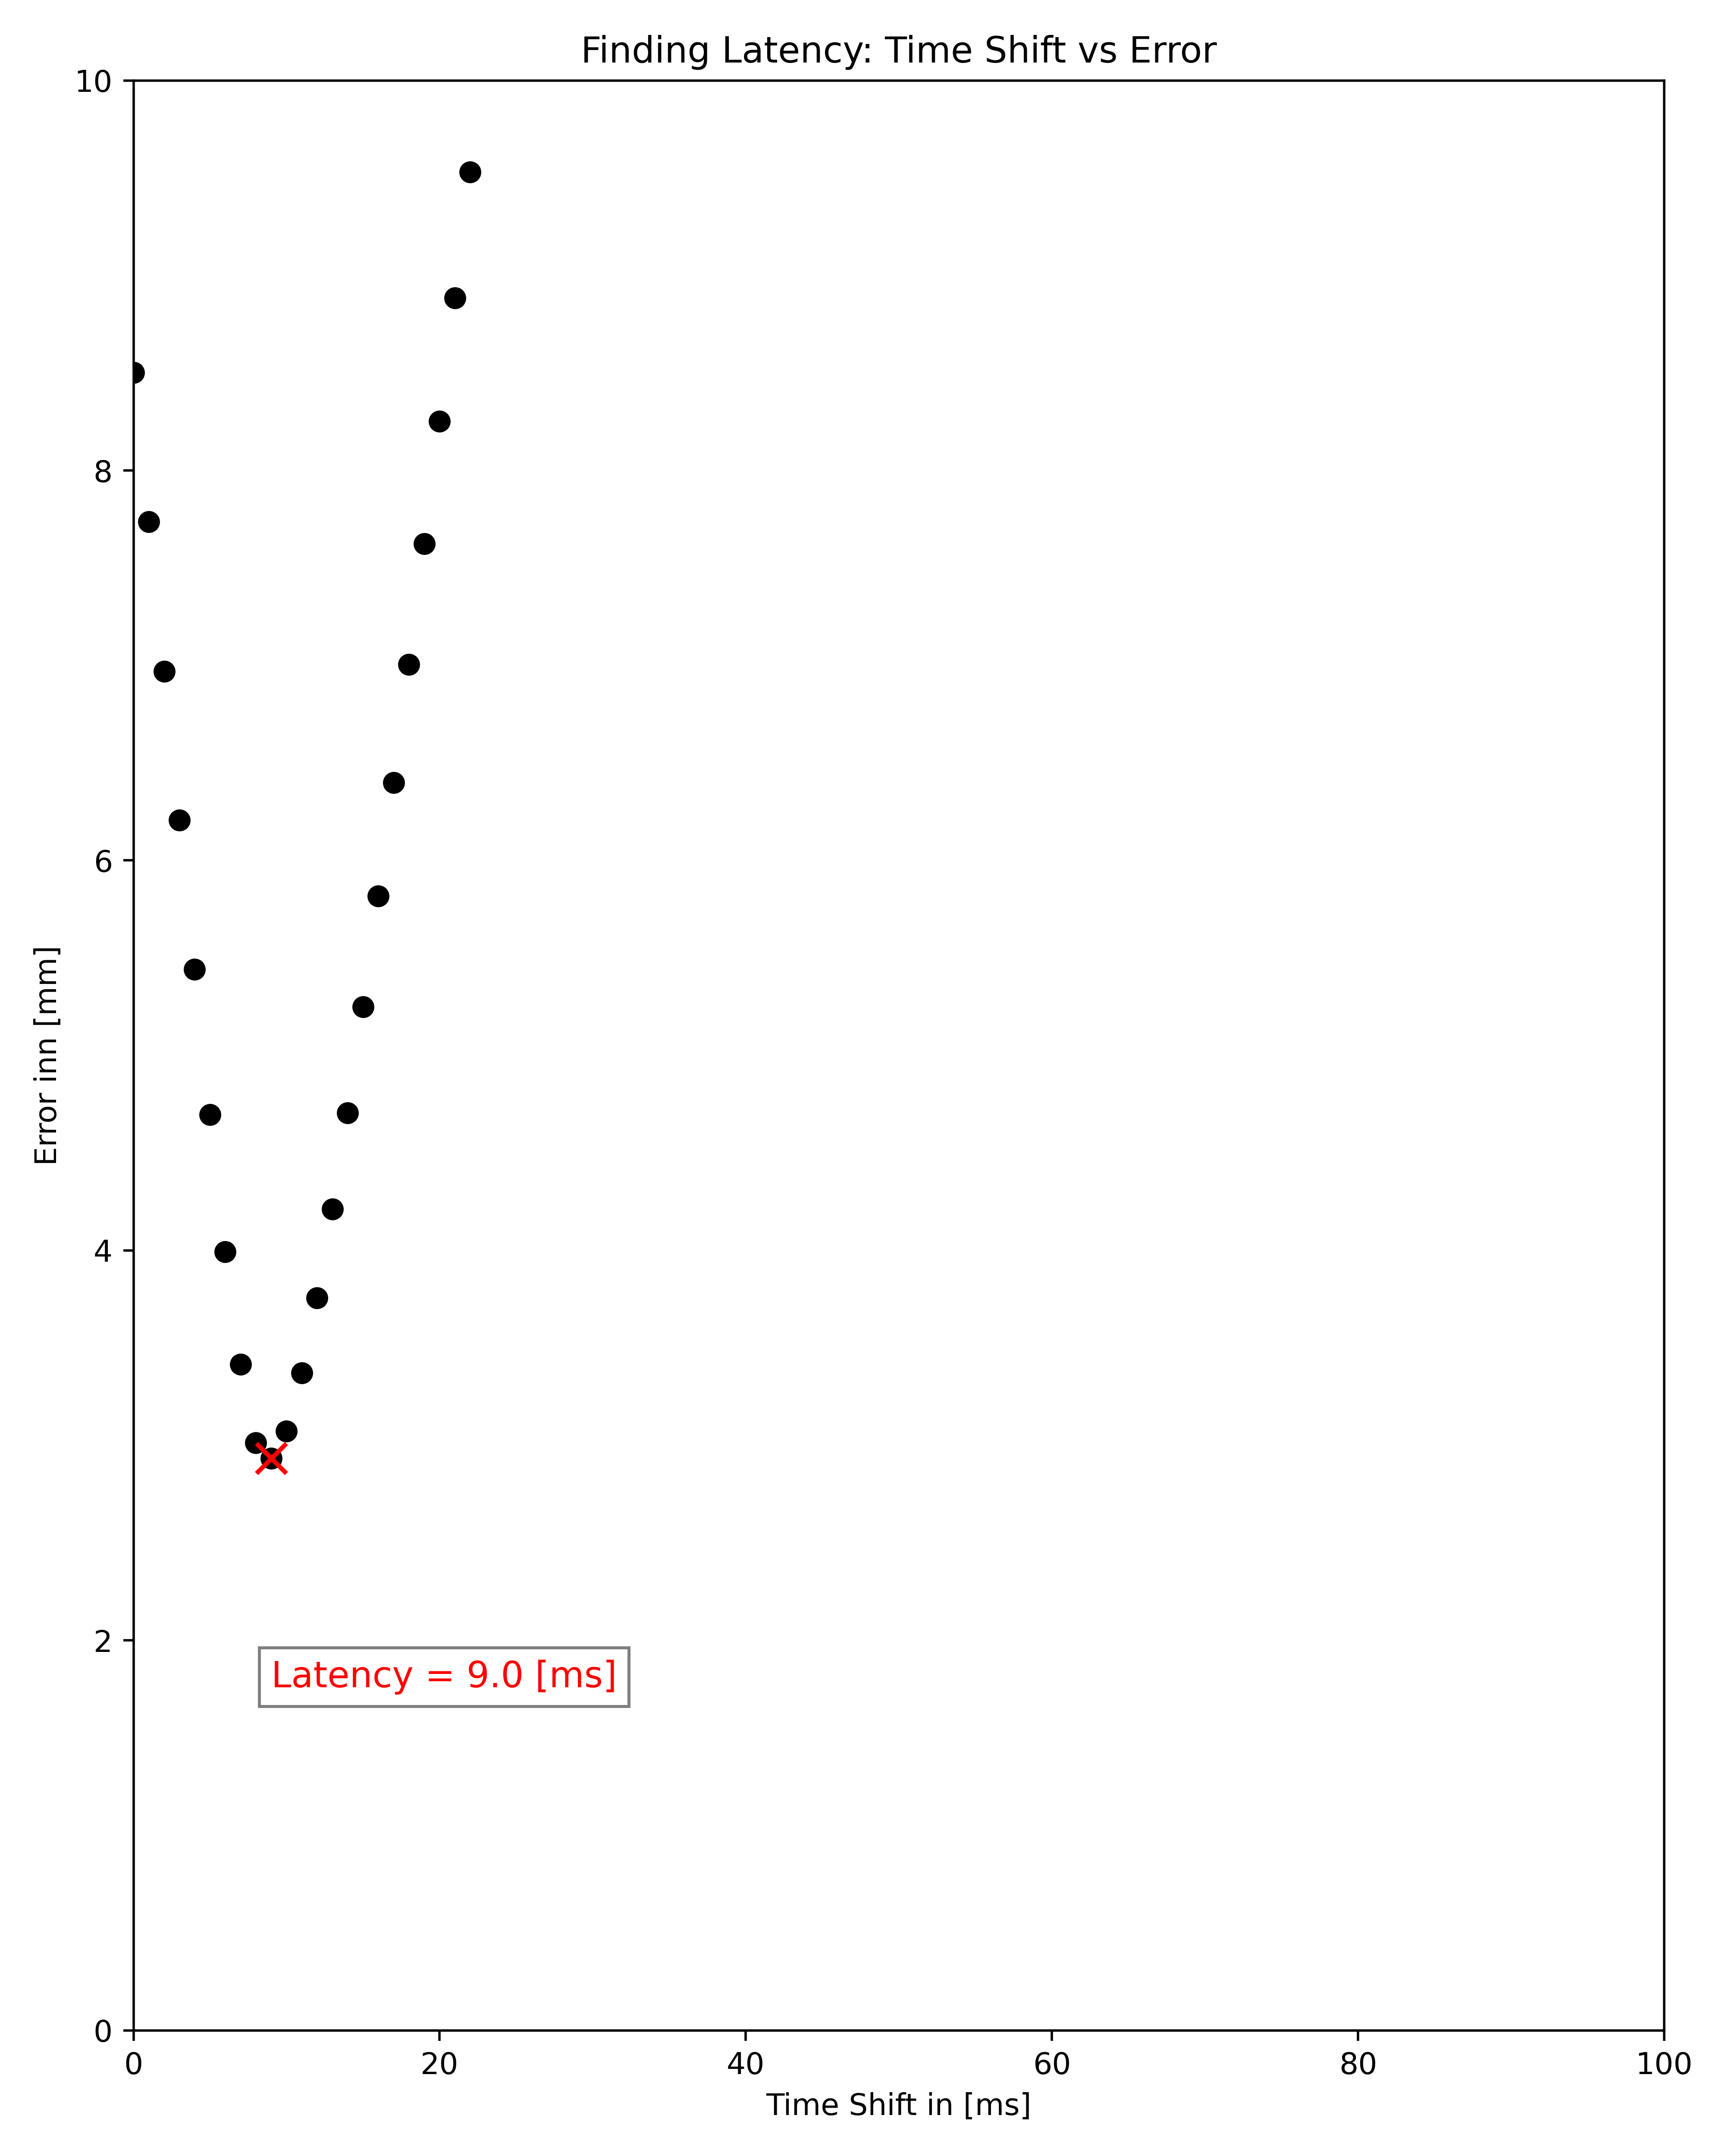 Finding Latency: Time Shift vs Error
10
8
6
4
2
0
Error inn [mm]
Latency = 9.0 [ms]
0 20 40 60 80 100
Time Shift in [ms]